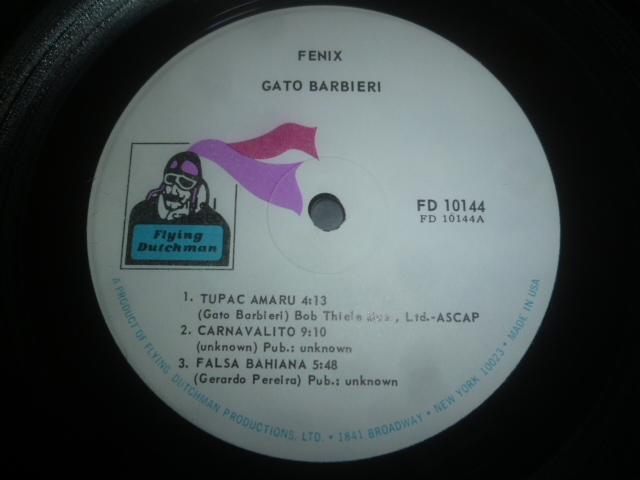 FENIX
GATO BARBIERI
Flying
Dutchman
FD 10144
FD 10144A
1. TUPAC AMARU 4:13
(Gato Barbieri) Bob Thiele , Ltd.-ASCAP
2. CARNAVALITO 9:10
(unknown) Pub.: unknown
3. FALSA BAHIANA 5:48
(Gerardo Pereira) Pub.: unknown
A PRODUCT OF FLYING DUTCHMAN PRODUCTIONS, LTD. • 1841 BROADWAY • NEW YORK 10023 • MADE IN USA